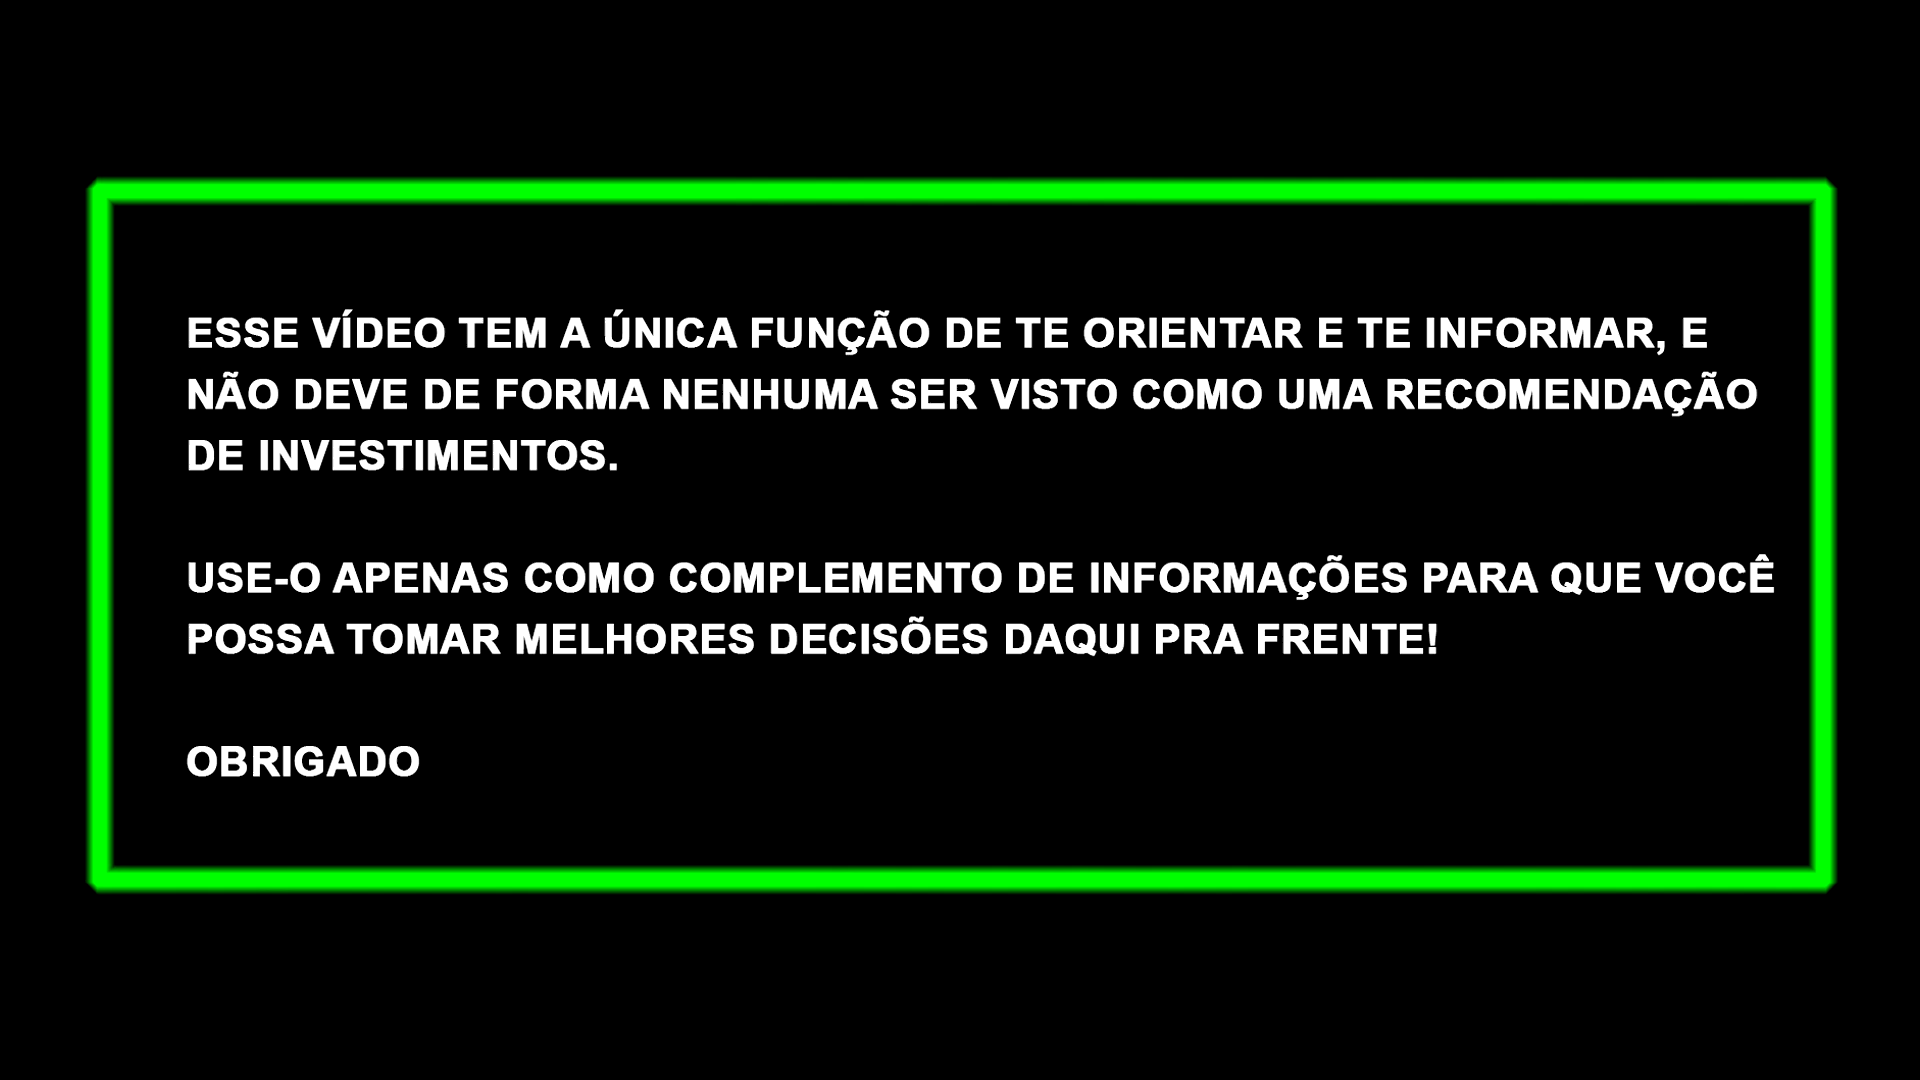 ESSE VÍDEO TEM A ÚNICA FUNÇÃO DE TE ORIENTAR E TE INFORMAR, E
NÃO DEVE DE FORMA NENHUMA SER VISTO COMO UMA RECOMENDAÇÃO
DE INVESTIMENTOS.
USE-O APENAS COMO COMPLEMENTO DE INFORMAÇÕES PARA QUE VOCÊ
POSSA TOMAR MELHORES DECISÕES DAQUI PRA FRENTE!
OBRIGADO